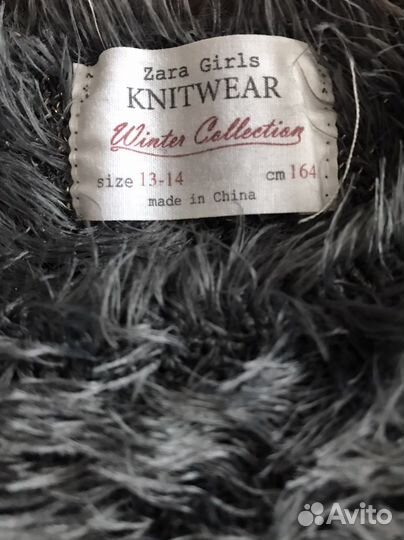 Zara Girls
KNITWEAR
Winter Collection
size 13-14 cm 164
made in China
Avito